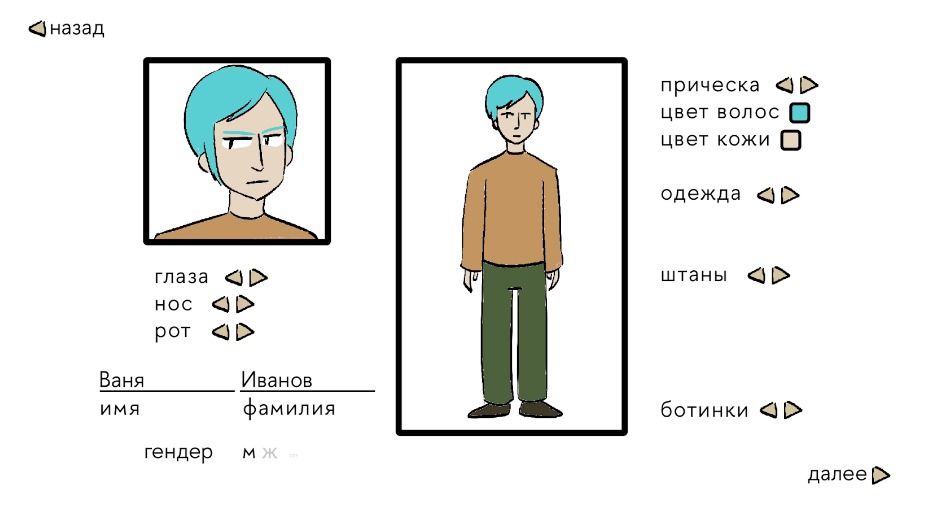 назад
прическа
цвет волос
цвет кожи
одежда
штаны
ботинки
глаза
нос
рот
Ваня Иванов
имя фамилия
гендер м ж
далее